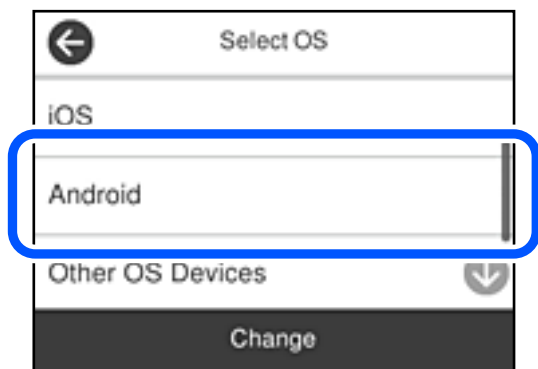 Select OS
iOS
Android
Other OS Devices
Change